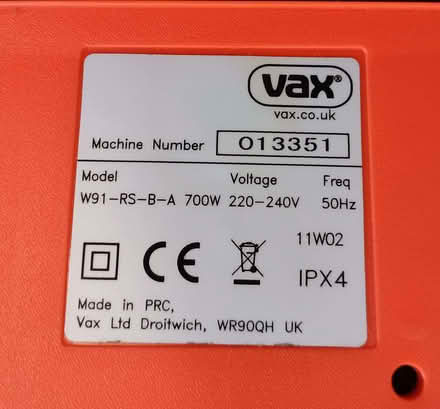 vax®
vax.co.uk
Machine Number 013351
Model Voltage Freq
W91-RS-B-A 700W 220-240V 50Hz
11W02
CE
IPX4
Made in PRC,
Vax Ltd Droitwich, WR90QH UK